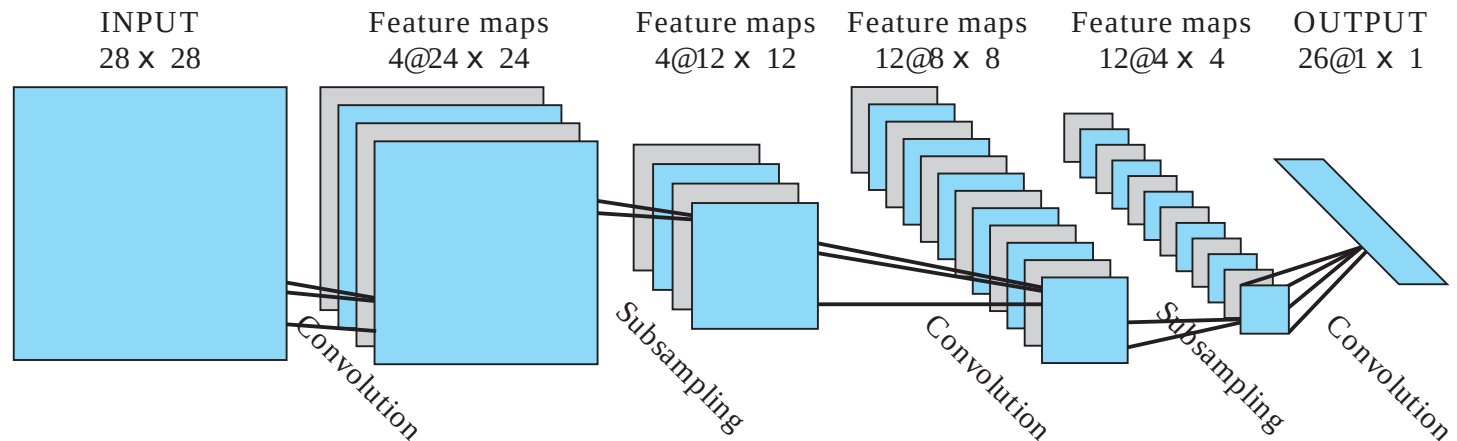 INPUT
28 x 28
Feature maps
4@24 x 24
Feature maps
4@12 x 12
Feature maps
12@8 x 8
Feature maps
12@4 x 4
OUTPUT
26@1 x 1
Convolution
Subsampling
Convolution
Subsampling
Convolution